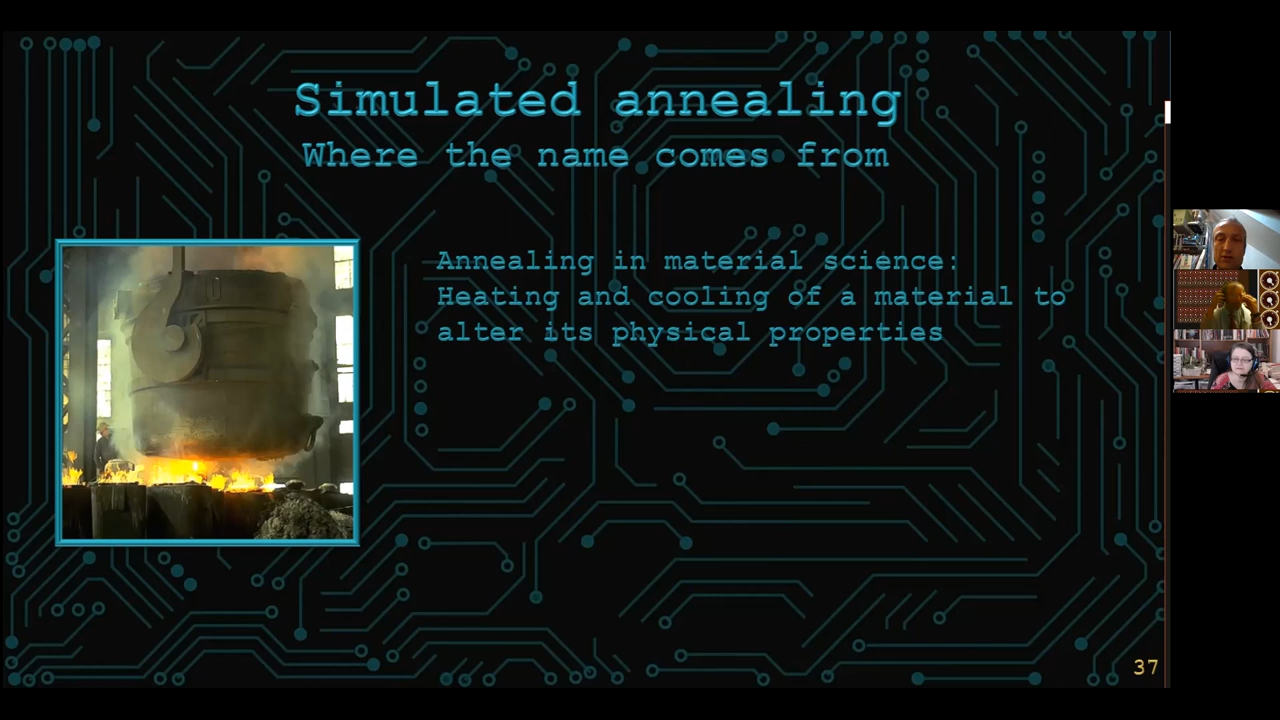 Simulated annealing
Where the name comes from
Annealing in material science:
Heating and cooling of a material to
alter its physical properties
37